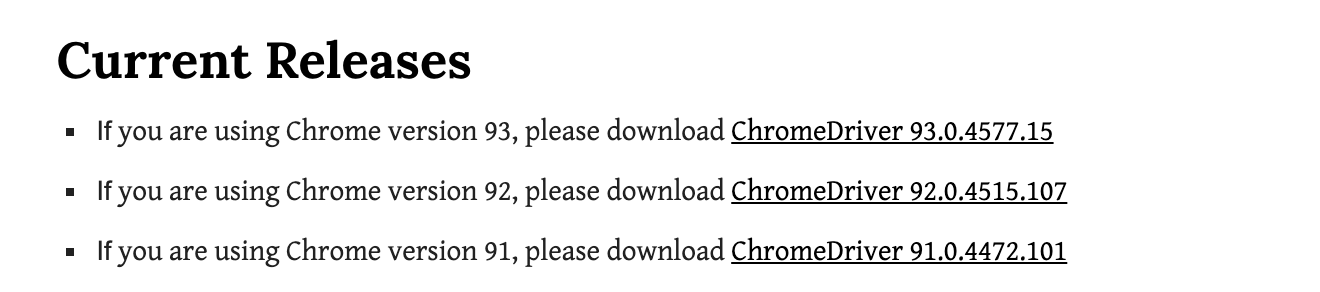 Current Releases
If you are using Chrome version 93, please download ChromeDriver 93.0.4577.15
If you are using Chrome version 92, please download ChromeDriver 92.0.4515.107
If you are using Chrome version 91, please download ChromeDriver 91.0.4472.101